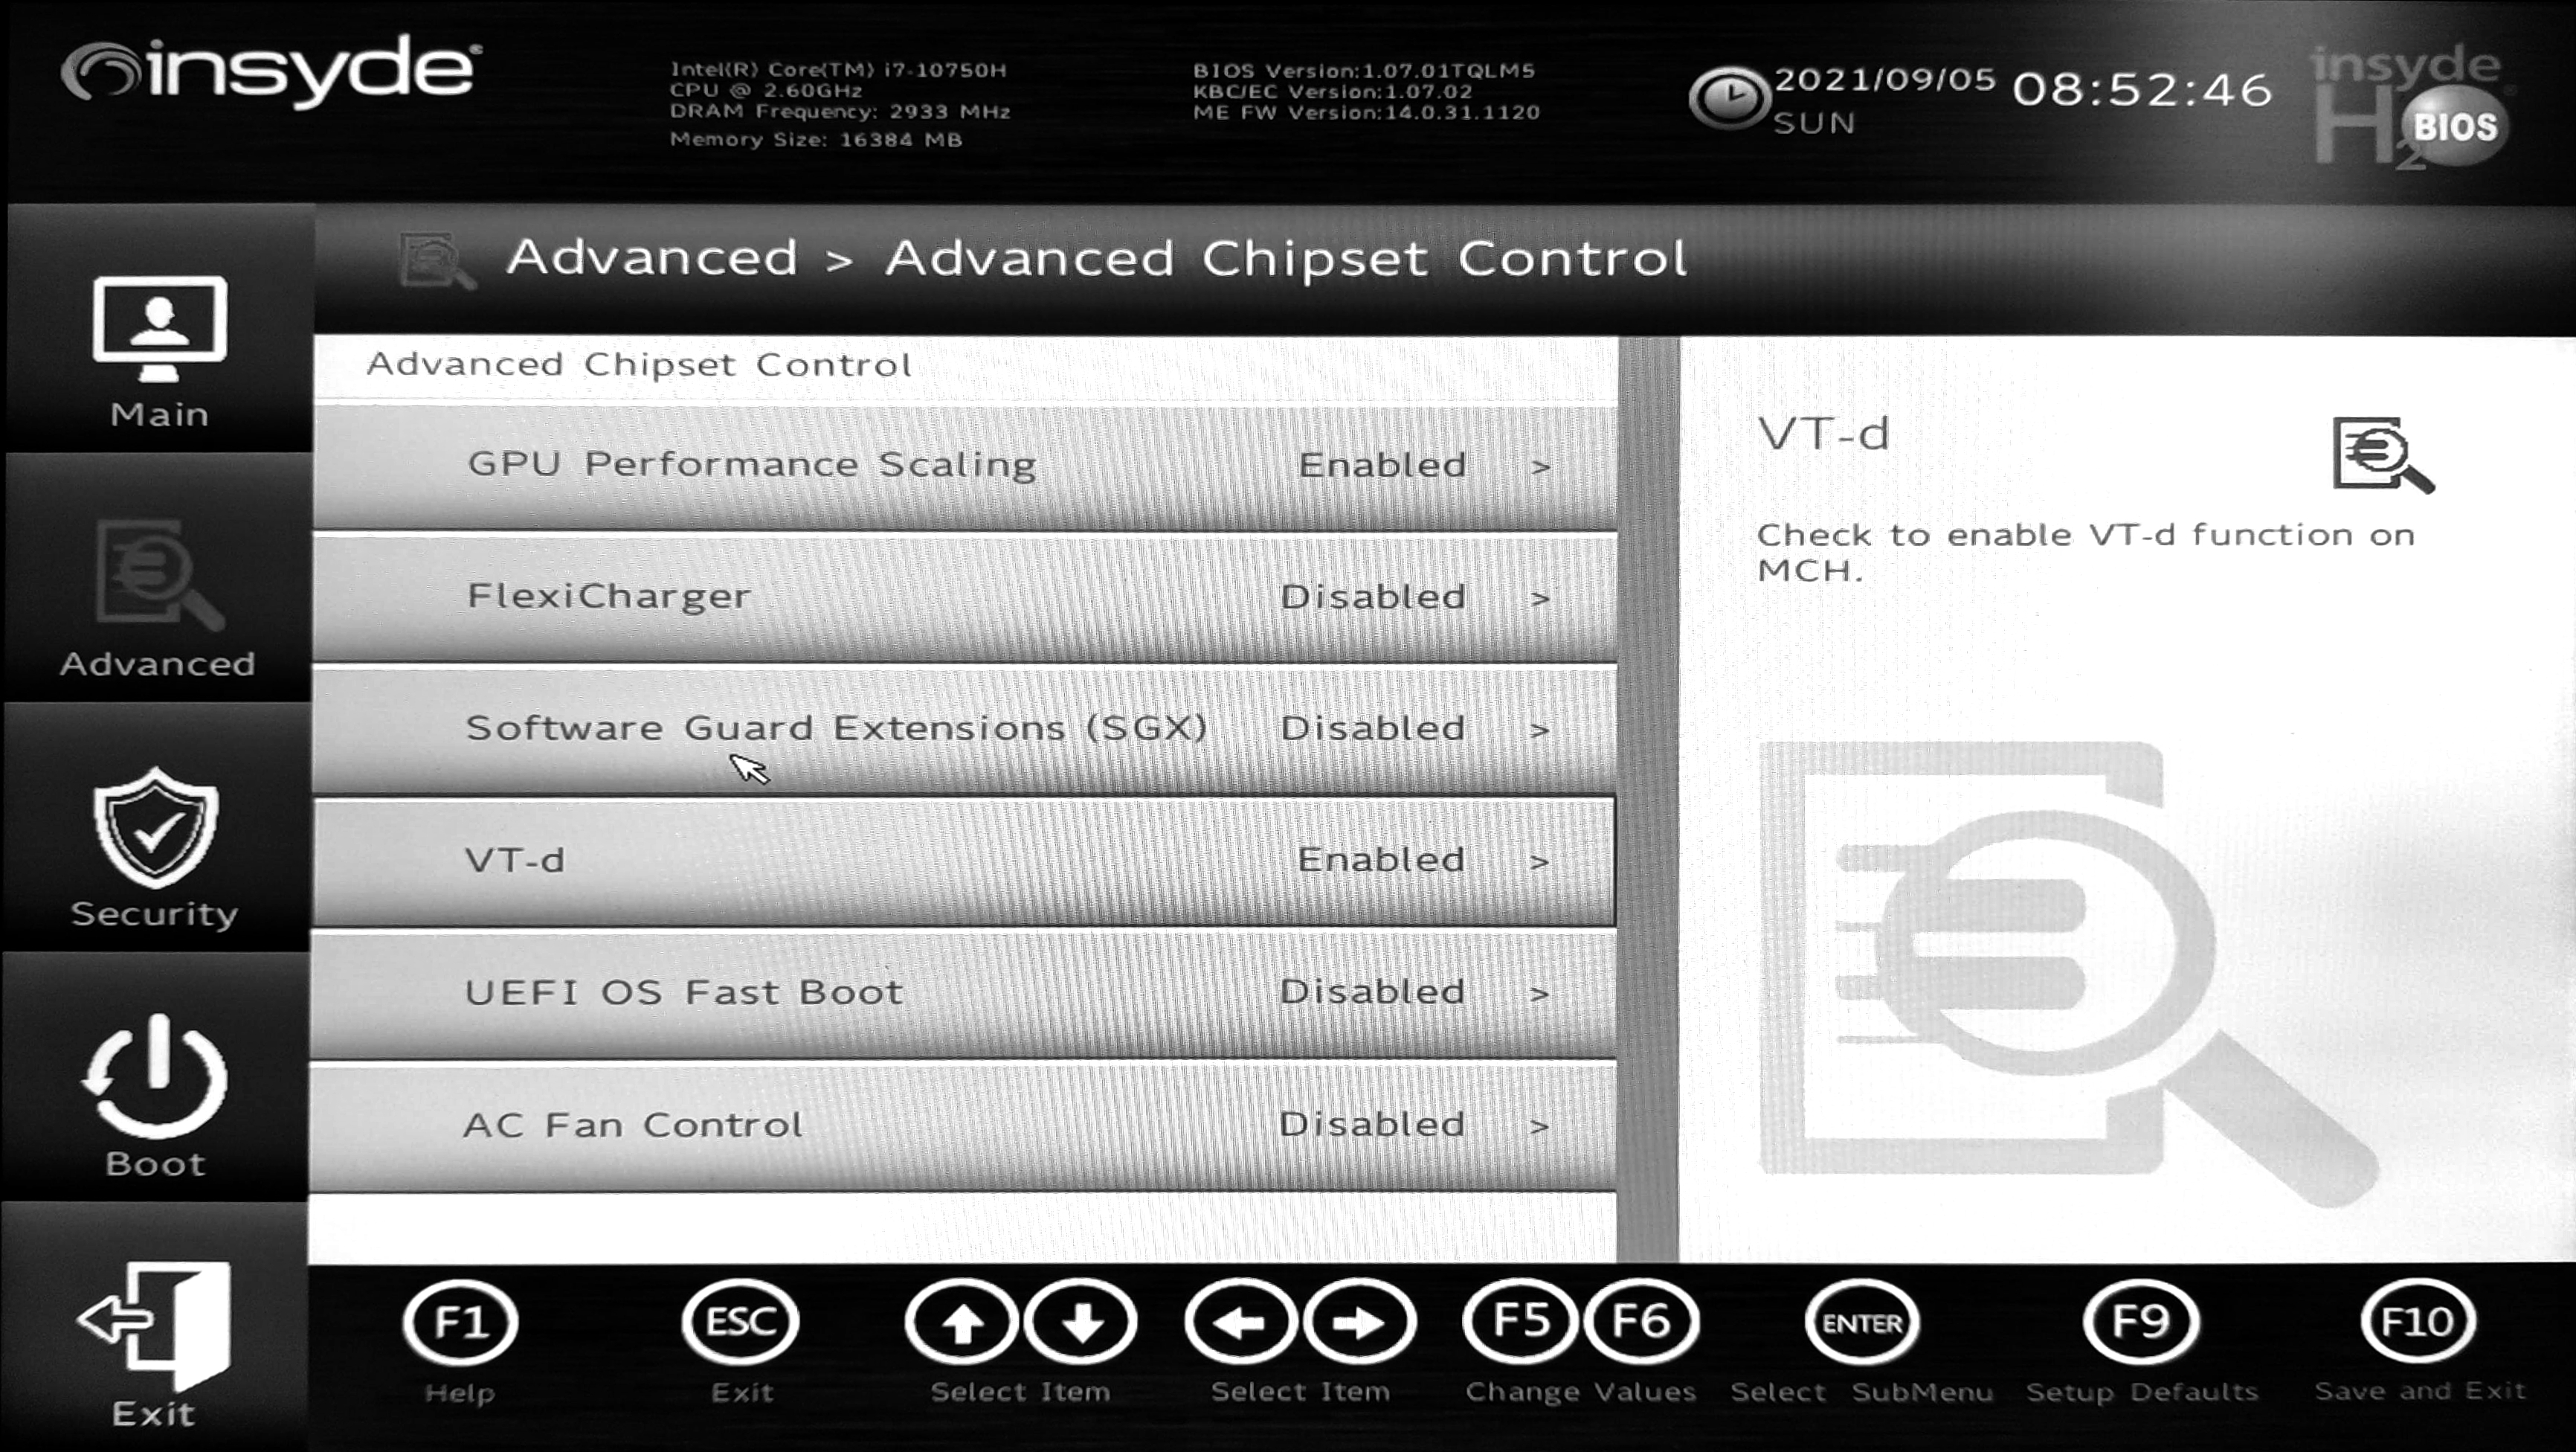 insyde
Intel(R) Core(TM) i7-10750H
CPU @ 2.60GHz
DRAM Frequency: 2933 MHz
Memory Size: 16384 MB
BIOS Version:1.07.01TQLM5
KBC/EC Version:1.07.02
ME FW Version:14.0.31.1120
2021/09/05 08:52:46
SUN
insyde
H2O BIOS
Advanced > Advanced Chipset Control
Main
Advanced
Security
Boot
Exit
Advanced Chipset Control
GPU Performance Scaling Enabled >
FlexiCharger Disabled >
Software Guard Extensions (SGX) Disabled >
VT-d Enabled >
UEFI OS Fast Boot Disabled >
AC Fan Control Disabled >
VT-d
Check to enable VT-d function on
MCH.
F1 ESC F5 F6 ENTER F9 F10
Help Exit Select Item Select Item Change Values Select SubMenu Setup Defaults Save and Exit